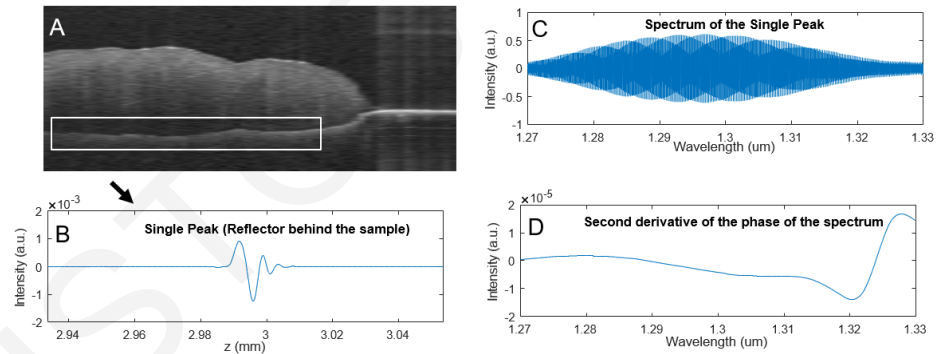 A
B
×10-3
Single Peak (Reflector behind the sample)
Intensity (a.u.)
2
1
0
-1
-2
2.94
2.96
2.98
3
3.02
3.04
z (mm)
C
Spectrum of the Single Peak
Intensity (a.u.)
1
0.5
0
-0.5
-1
1.27
1.28
1.29
1.3
1.31
1.32
1.33
Wavelength (um)
D
×10-5
Second derivative of the phase of the spectrum
Intensity (a.u.)
2
1
0
-1
-2
1.27
1.28
1.29
1.3
1.31
1.32
1.33
Wavelength (um)